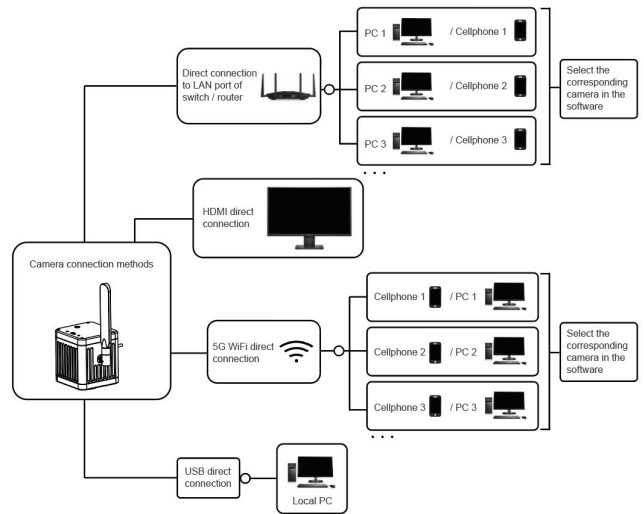 Direct connection
to LAN port of
switch / router
PC 1 / Cellphone 1
PC 2 / Cellphone 2
PC 3 / Cellphone 3
. . .
Select the
corresponding
camera in the
software
HDMI direct
connection
Camera connection methods
5G WiFi direct
connection
Cellphone 1 / PC 1
Cellphone 2 / PC 2
Cellphone 3 / PC 3
. . .
Select the
corresponding
camera in the
software
USB direct
connection
Local PC